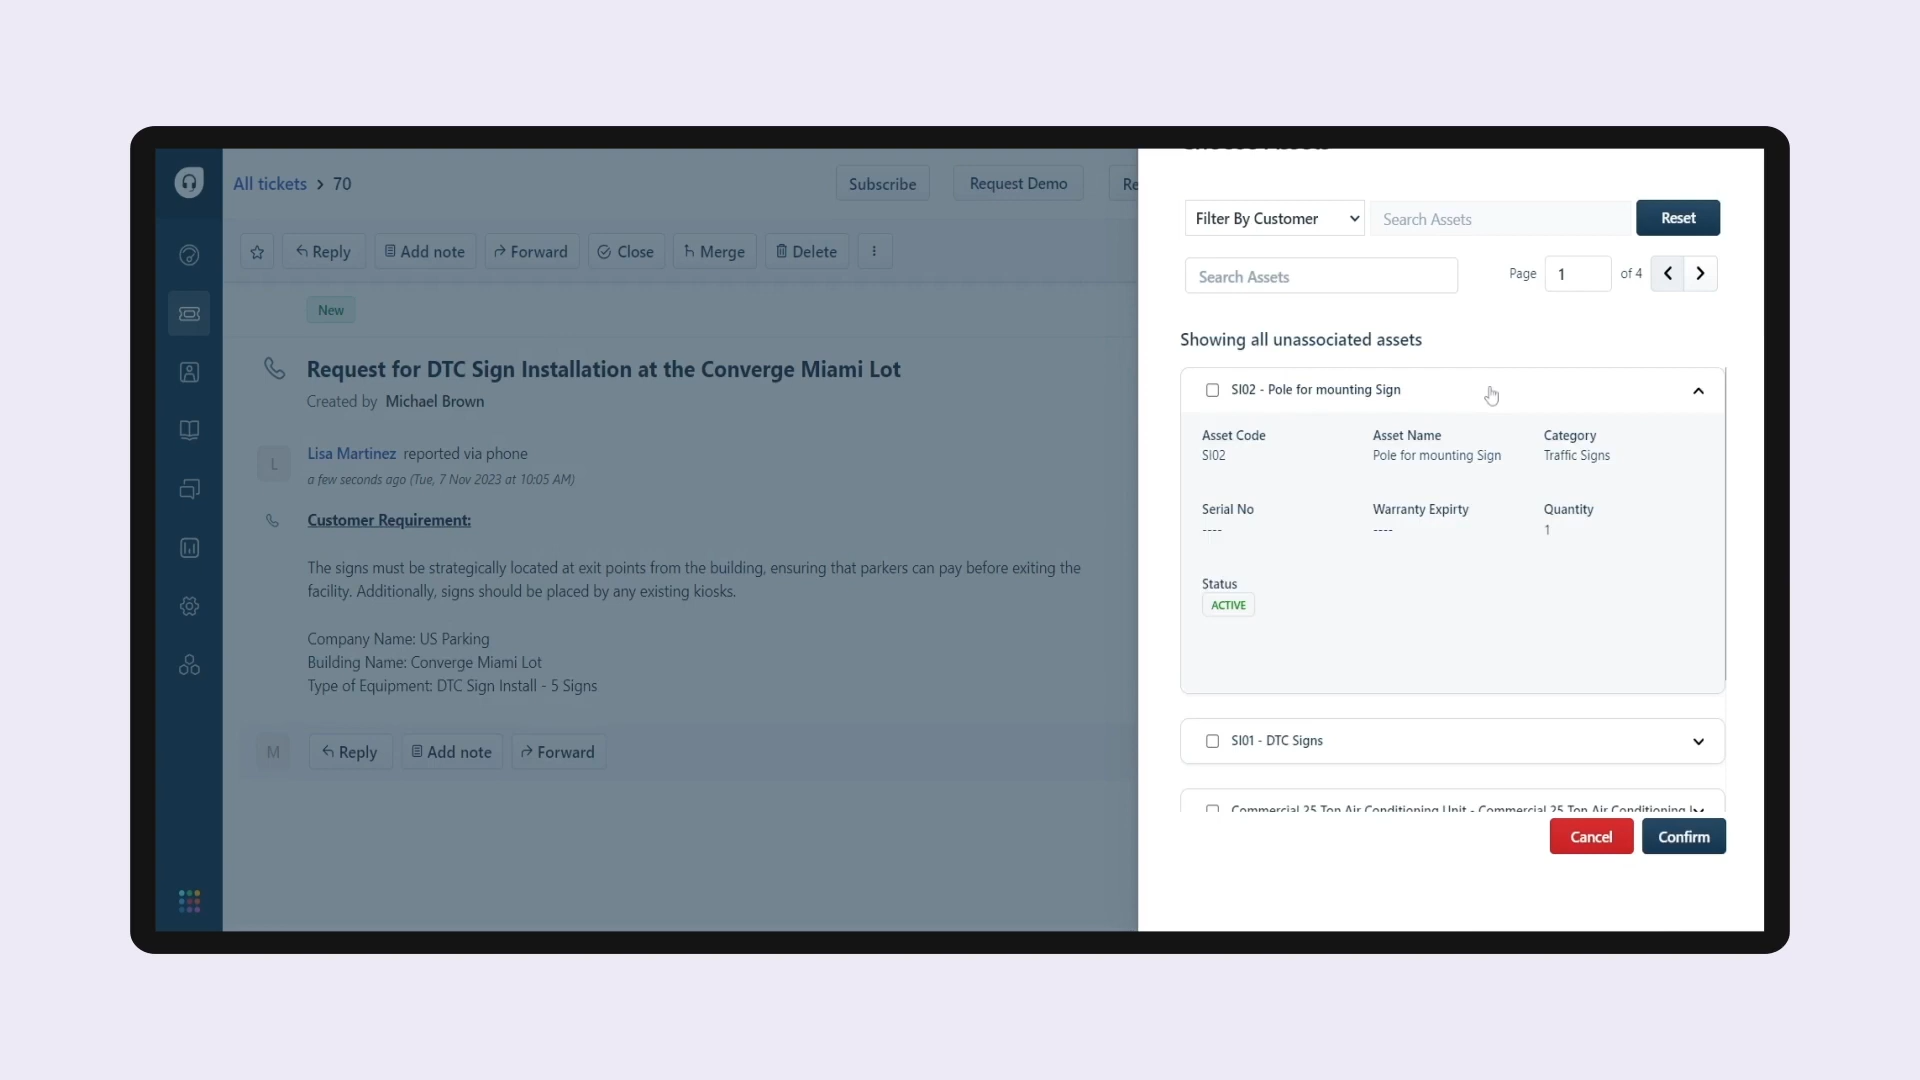 All tickets > 70
Subscribe
Request Demo
Re
Reply
Add note
Forward
Close
Merge
Delete
New
Request for DTC Sign Installation at the Converge Miami Lot
Created by Michael Brown
L
Lisa Martinez reported via phone
a few seconds ago (Tue, 7 Nov 2023 at 10:05 AM)
Customer Requirement:
The signs must be strategically located at exit points from the building, ensuring that parkers can pay before exiting the
facility. Additionally, signs should be placed by any existing kiosks.
Company Name: US Parking
Building Name: Converge Miami Lot
Type of Equipment: DTC Sign Install - 5 Signs
M
Reply
Add note
Forward
Choose Assets
Filter By Customer
Search Assets
Reset
Search Assets
Page 1 of 4
Showing all unassociated assets
SI02 - Pole for mounting Sign
Asset Code
SI02
Asset Name
Pole for mounting Sign
Category
Traffic Signs
Serial No
----
Warranty Expirty
----
Quantity
1
Status
ACTIVE
SI01 - DTC Signs
Commercial 25 Ton Air Conditioning Unit - Commercial 25 Ton Air Conditioning
Cancel
Confirm